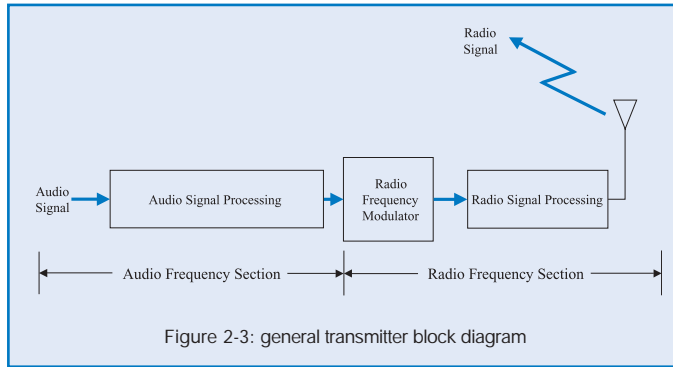 Radio
Signal
Audio
Signal
Audio Signal Processing
Radio
Frequency
Modulator
Radio Signal Processing
Audio Frequency Section
Radio Frequency Section
Figure 2-3: general transmitter block diagram